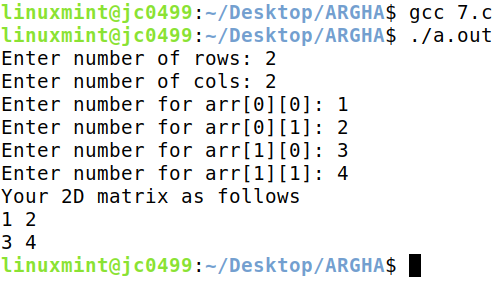 linuxmint@jc0499:~/Desktop/ARGHA$ gcc 7.c
linuxmint@jc0499:~/Desktop/ARGHA$ ./a.out
Enter number of rows: 2
Enter number of cols: 2
Enter number for arr[0][0]: 1
Enter number for arr[0][1]: 2
Enter number for arr[1][0]: 3
Enter number for arr[1][1]: 4
Your 2D matrix as follows
1 2
3 4
linuxmint@jc0499:~/Desktop/ARGHA$